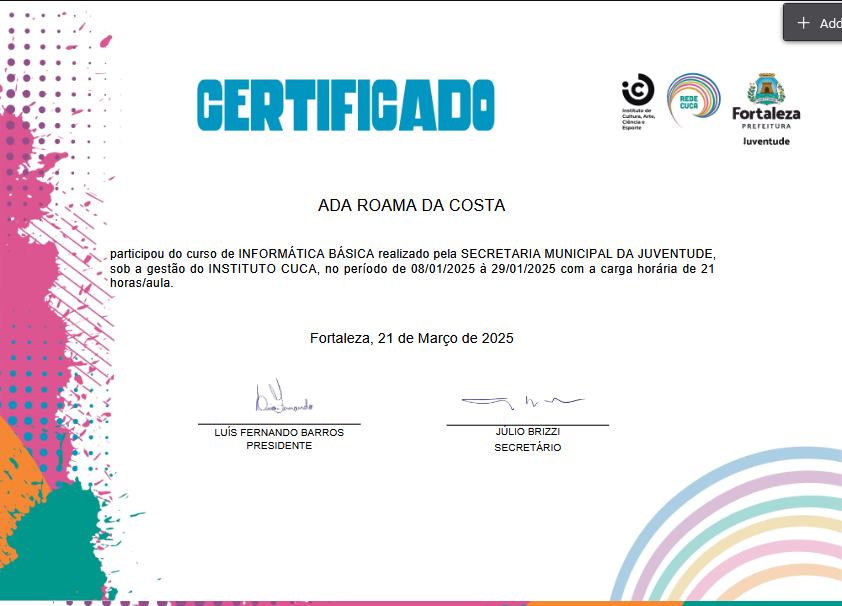 + Add
CERTIFICADO
Instituto de
Cultura, Arte,
Ciência e
Esporte
REDE
CUCA
Fortaleza
PREFEITURA
Juventude
ADA ROAMA DA COSTA
participou do curso de INFORMÁTICA BÁSICA realizado pela SECRETARIA MUNICIPAL DA JUVENTUDE,
sob a gestão do INSTITUTO CUCA, no período de 08/01/2025 à 29/01/2025 com a carga horária de 21
horas/aula.
Fortaleza, 21 de Março de 2025
LUÍS FERNANDO BARROS
PRESIDENTE
JÚLIO BRIZZI
SECRETÁRIO